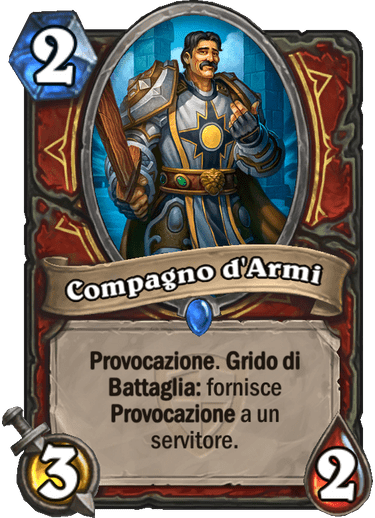 2
Compagno d'Armi
Provocazione. Grido di
Battaglia: fornisce
Provocazione a un
servitore.
3
2